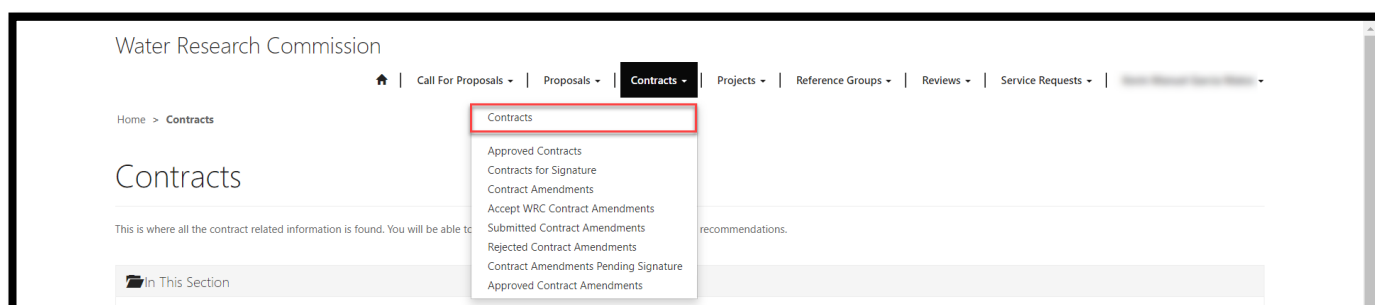 Water Research Commission
Call For Proposals | Proposals | Contracts | Projects | Reference Groups | Reviews | Service Requests |
Home > Contracts
Contracts
Approved Contracts
Contracts for Signature
Contract Amendments
Accept WRC Contract Amendments
Submitted Contract Amendments
Rejected Contract Amendments
Contract Amendments Pending Signature
Approved Contract Amendments
Contracts
This is where all the contract related information is found. You will be able to
recommendations.
In This Section